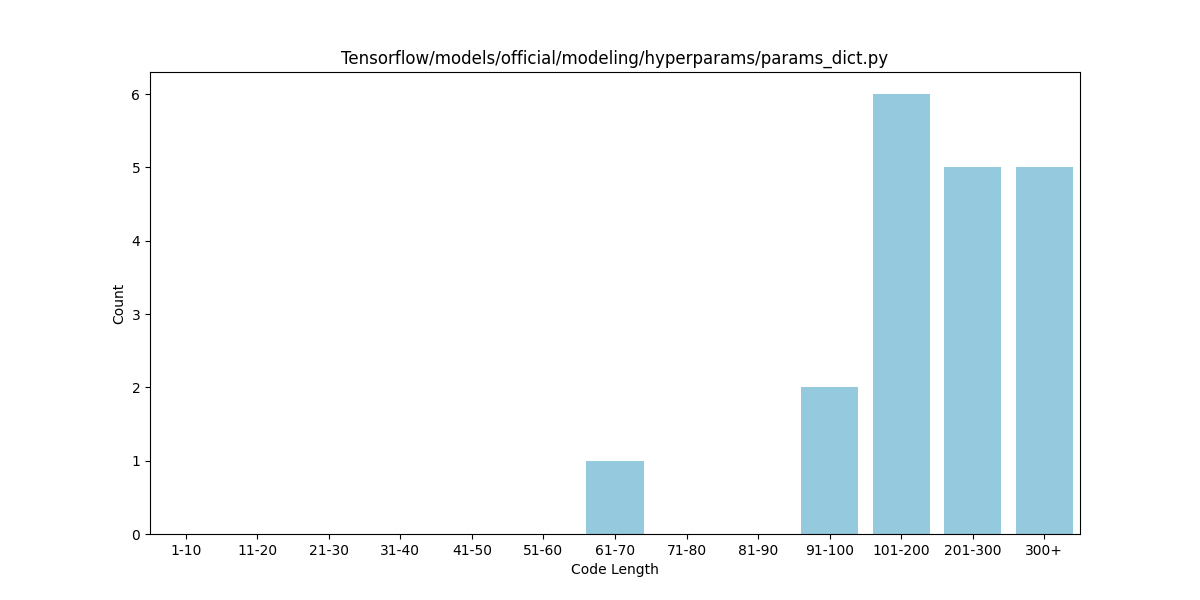 Tensorflow/models/official/modeling/hyperparams/params_dict.py
6
5
4
3
2
1
0
Count
1-10 11-20 21-30 31-40 41-50 51-60 61-70 71-80 81-90 91-100 101-200 201-300 300+
Code Length